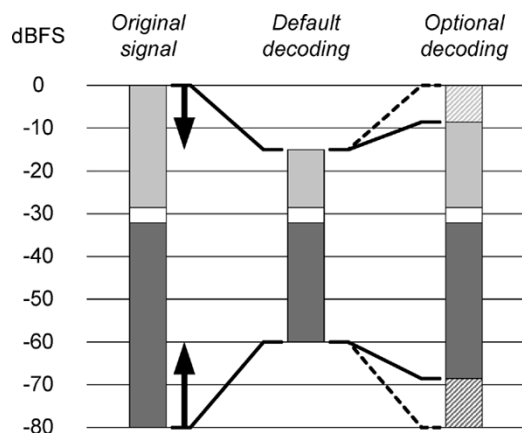 dBFS
Original
signal
Default
decoding
Optional
decoding
0
-10
-20
-30
-40
-50
-60
-70
-80